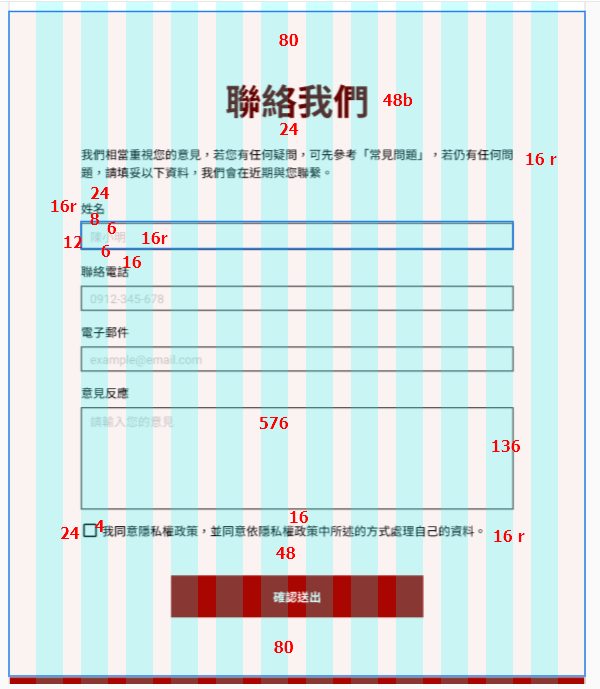 80
聯絡我們 48b
24
我們相當重視您的意見，若您有任何疑問，可先參考「常見問題」，若仍有任何問
題，請填妥以下資料，我們會在近期與您聯繫。 16 r
24
16r 姓名
8
6
12 陳小明 16r
6
16
聯絡電話
0912-345-678
電子郵件
example@email.com
意見反應
請輸入您的意見 576
136
16
24 4 我同意隱私權政策，並同意依隱私權政策中所述的方式處理自己的資料。 16 r
48
確認送出
80